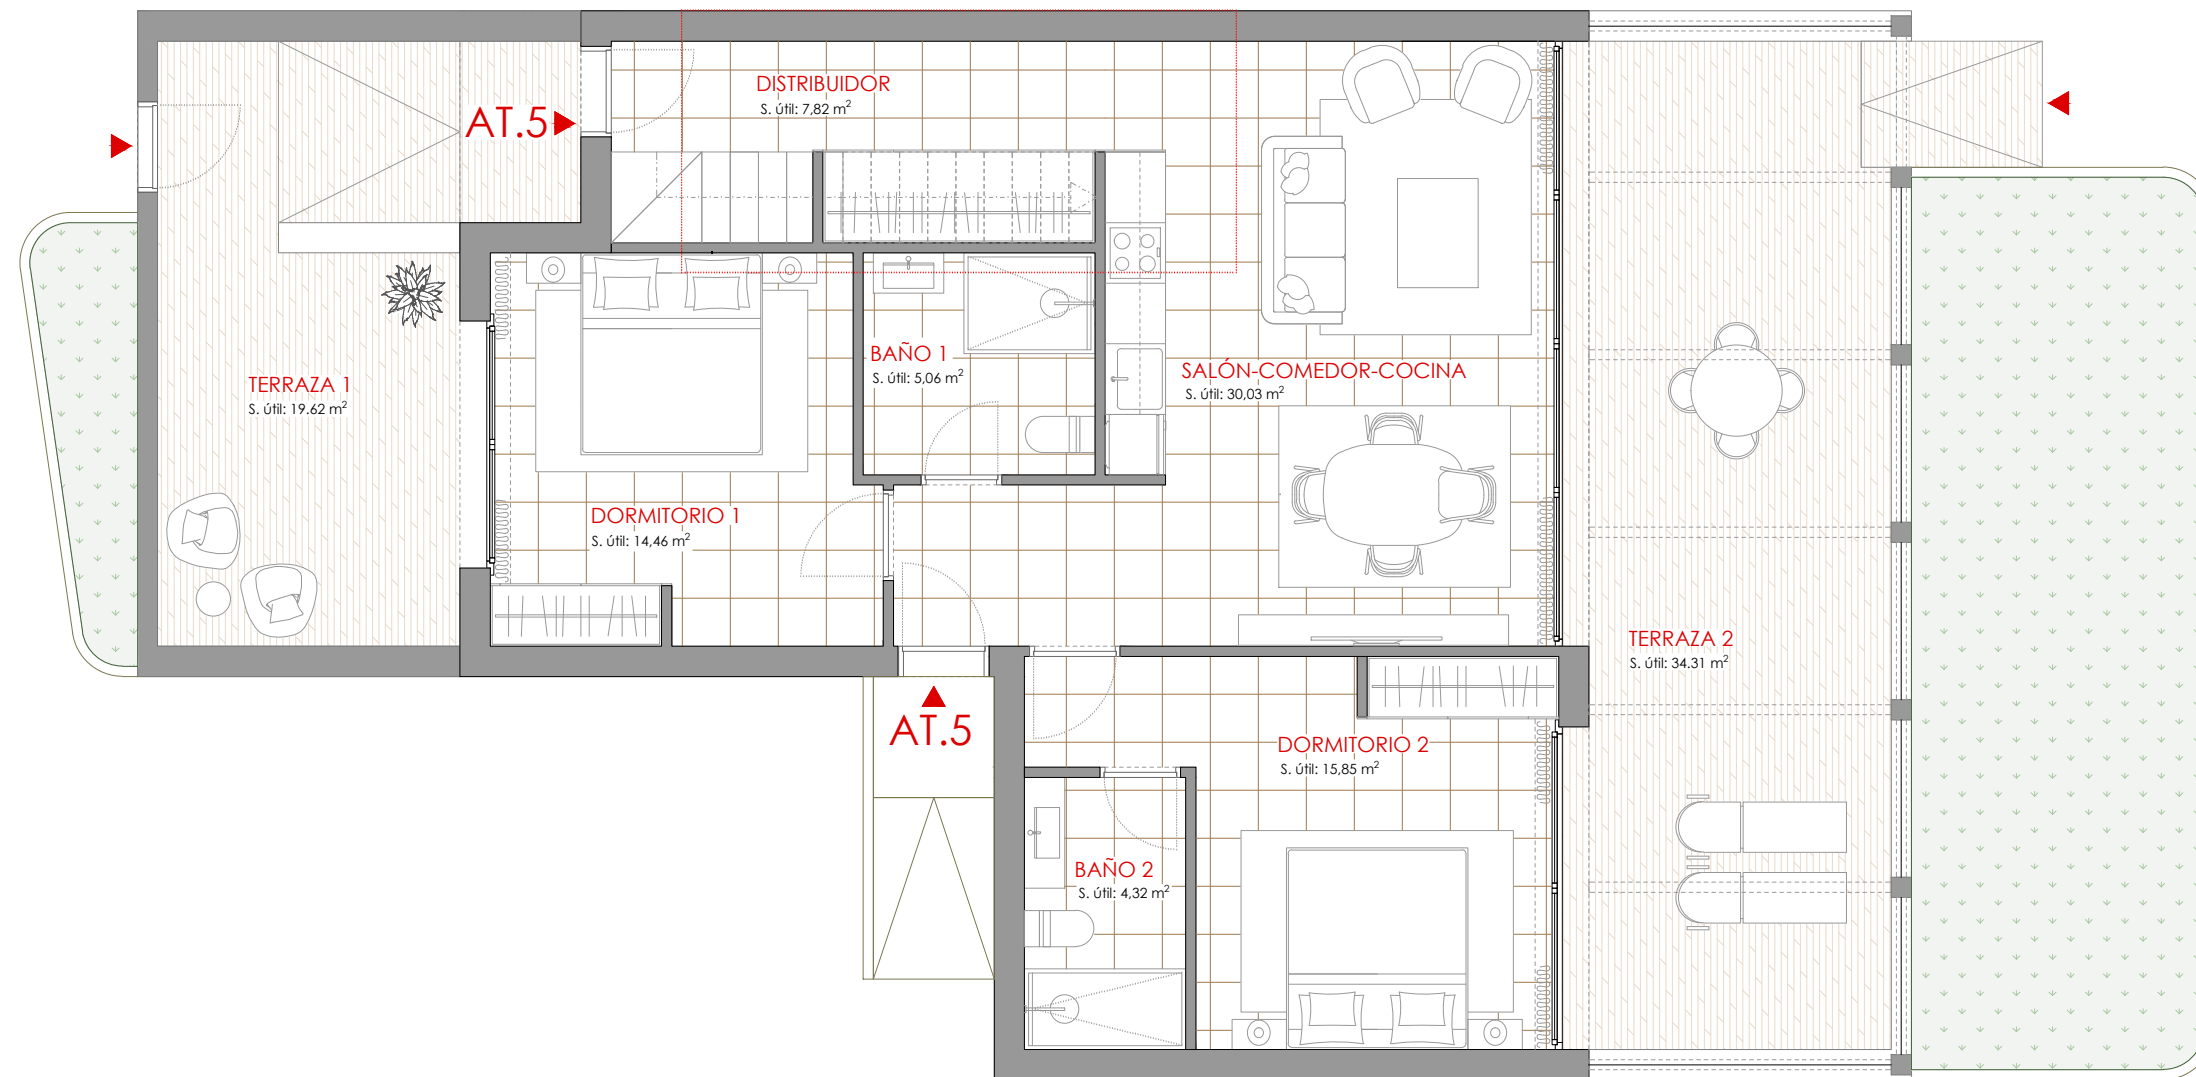 DISTRIBUIDOR
S. útil: 7,82 m²
AT.5
BAÑO 1
S. útil: 5,06 m²
SALÓN-COMEDOR-COCINA
S. útil: 30,03 m²
TERRAZA 1
S. útil: 19.62 m²
DORMITORIO 1
S. útil: 14,46 m²
TERRAZA 2
S. útil: 34.31 m²
AT.5
DORMITORIO 2
S. útil: 15,85 m²
BAÑO 2
S. útil: 4,32 m²